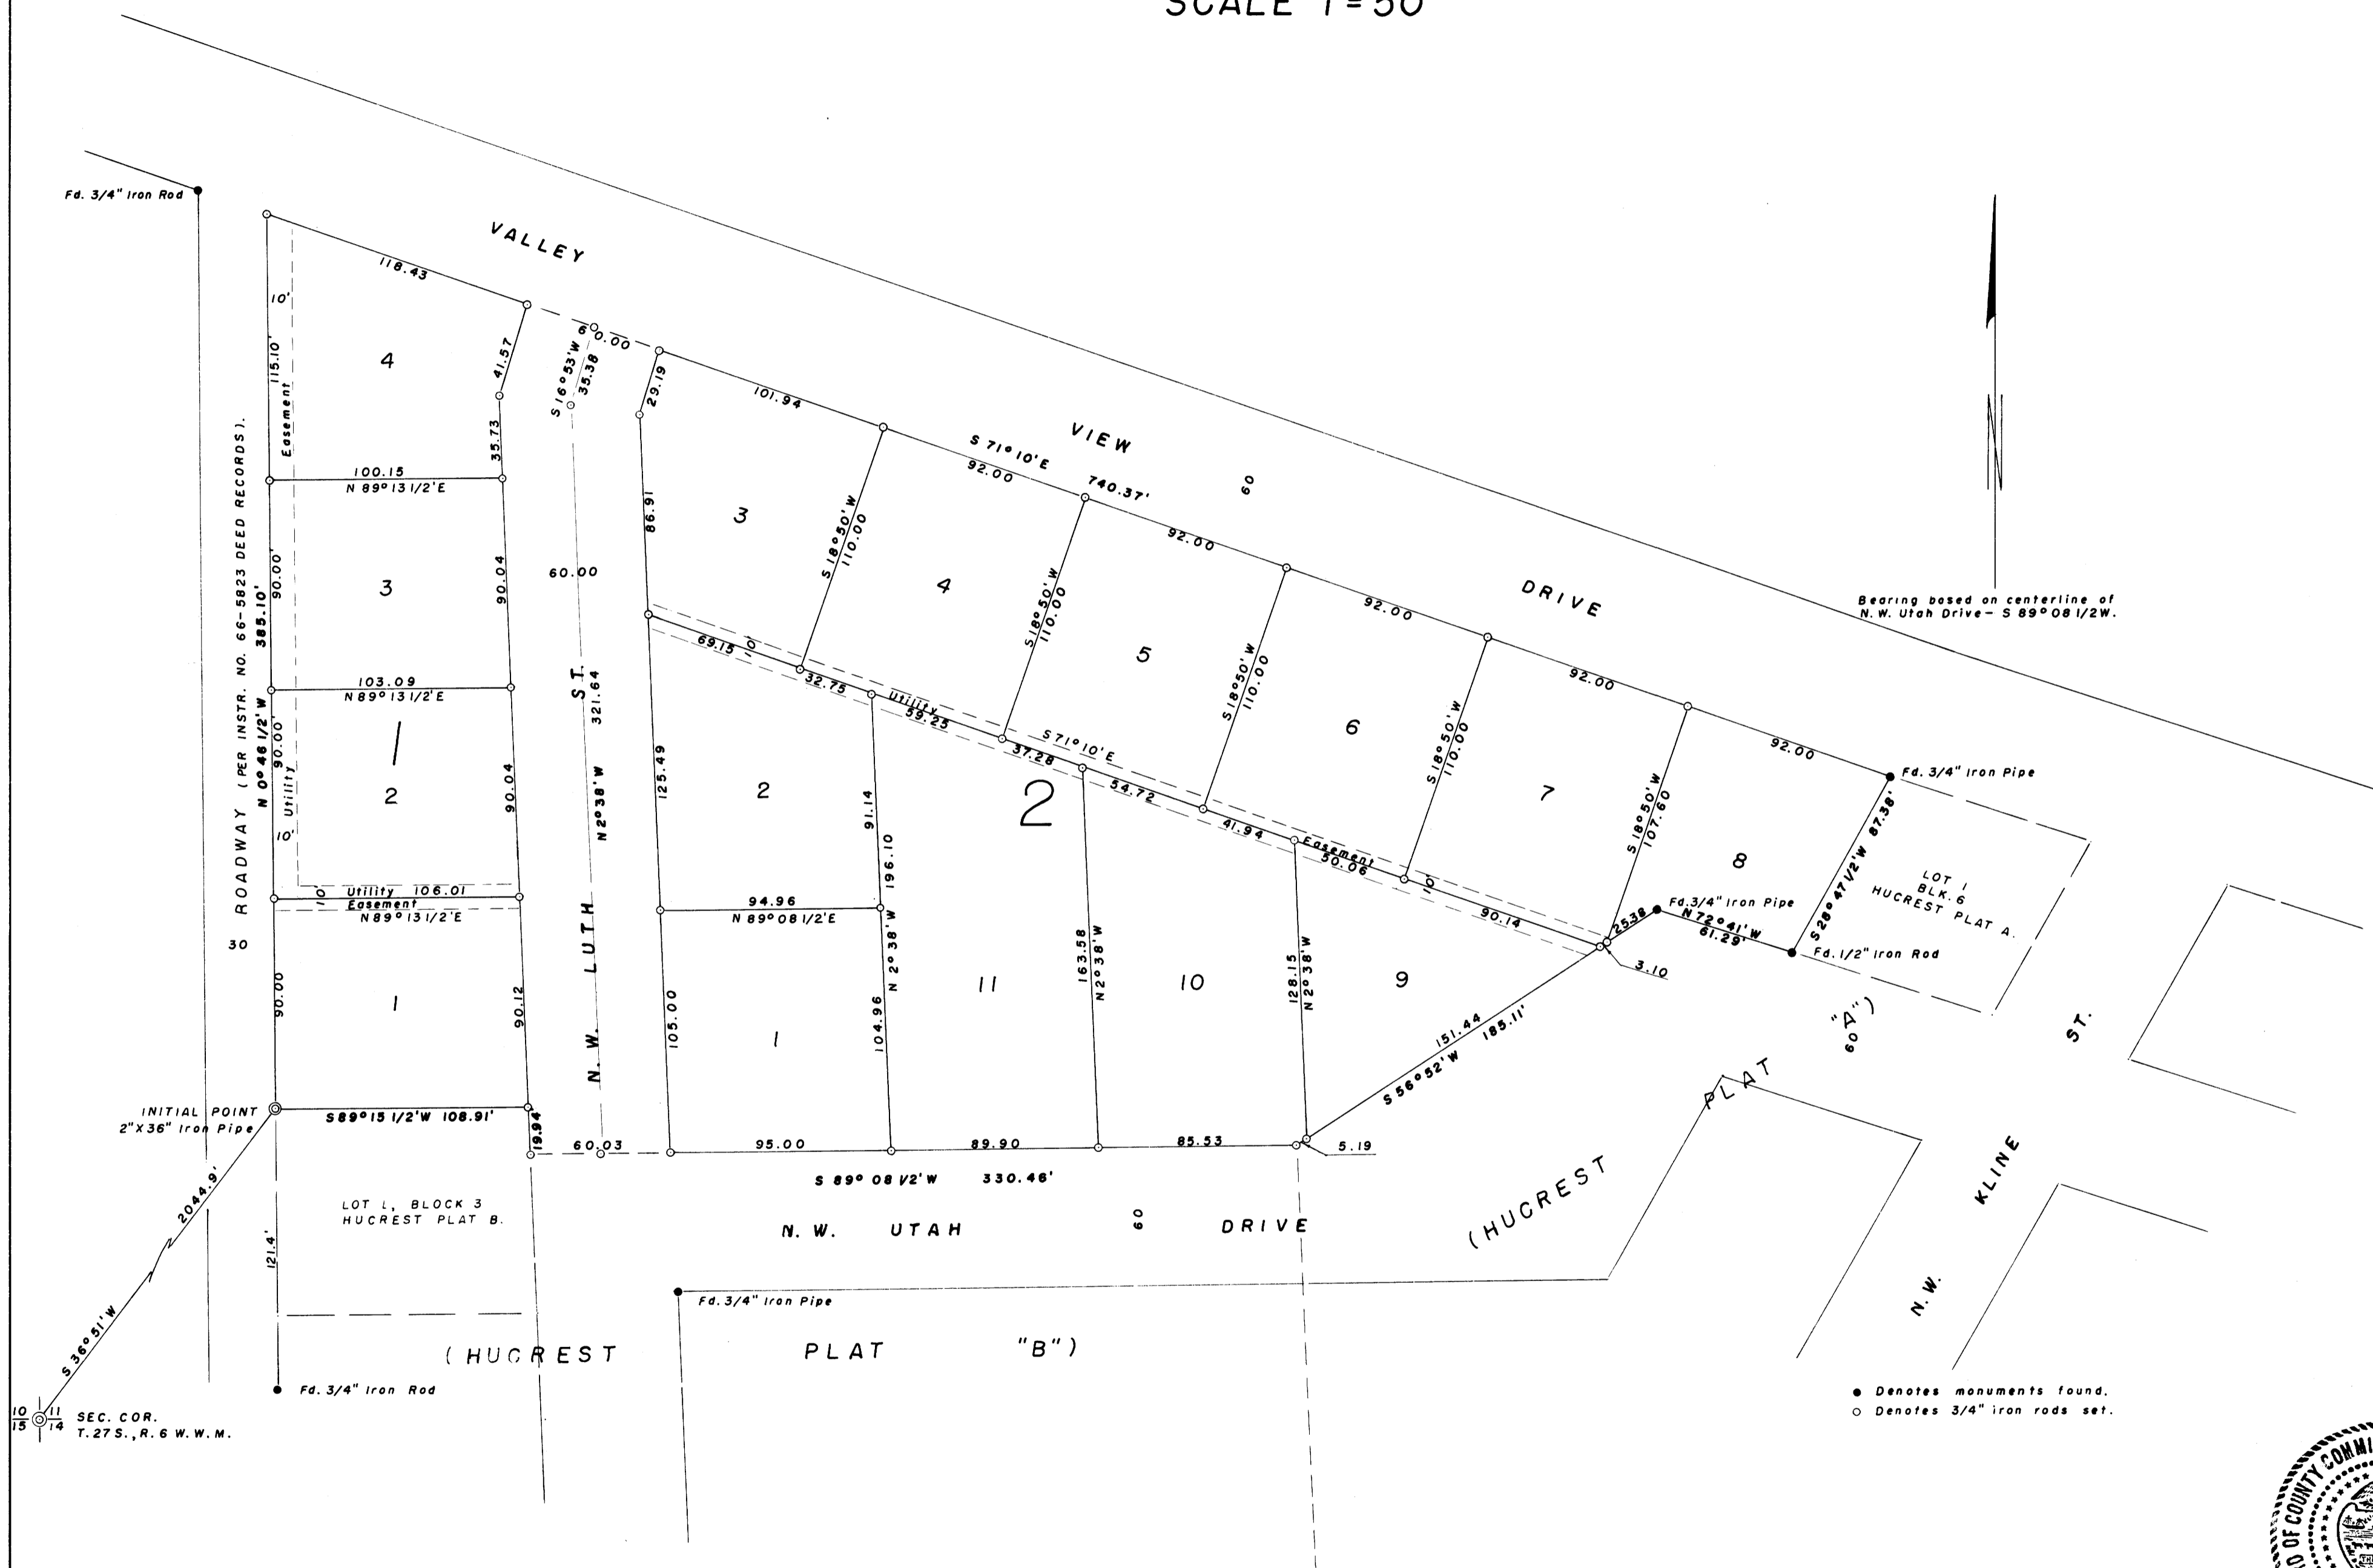 SCALE 1"=50'
Fd. 3/4" Iron Rod
VALLEY
VIEW
DRIVE
60
118.43
10'
115.10'
Easement
4
41.57
35.73
100.15
N 89° 13 1/2' E
S 16° 53' W
35.38
60.00
29.19
101.94
86.91
3
S 18° 50' W
110.00
S 71° 10' E
740.37'
92.00
4
S 18° 50' W
110.00
92.00
5
S 18° 50' W
110.00
92.00
6
S 18° 50' W
110.00
92.00
7
S 18° 50' W
107.60
92.00
8
Fd. 3/4" Iron Pipe
S 28° 47 1/2' W 87.38'
LOT 1
BLK. 6
HUCREST PLAT A.
Bearing based on centerline of
N.W. Utah Drive - S 89° 08 1/2 W.
ROADWAY (PER INSTR. NO. 66-5823 DEED RECORDS).
30
N 0° 46 1/2' W
385.10'
90.00'
3
90.04
103.09
N 89° 13 1/2' E
1
90.00'
Utility
10'
2
90.04
10'
Utility 106.01
Easement
N 89° 13 1/2' E
90.00
1
90.12
60.00
N. W. LUTH ST.
N 2° 38' W 321.64
69.15
10'
32.75
Utility
59.25
S 71° 10' E
37.28
54.72
41.94
Easement
50.06
10'
90.14
125.49
2
91.14
196.10
N 2° 38' W
94.96
N 89° 08 1/2' E
105.00
1
104.96
2
11
163.58
N 2° 38' W
10
128.15
N 2° 38' W
9
25.38
Fd. 3/4" Iron Pipe
N 72° 41' W
61.29'
Fd. 1/2" Iron Rod
3.10
151.44
S 56° 52' W 185.11'
INITIAL POINT
2" X 36" Iron Pipe
S 89° 15 1/2' W 108.91'
19.94'
60.03
95.00
89.90
85.53
5.19
S 89° 08 1/2' W 330.46'
2044.9'
S 36° 51' W
121.4'
LOT 1, BLOCK 3
HUCREST PLAT B.
N. W. UTAH DRIVE
60
(HUCREST PLAT "A")
60
N.W. KLINE ST.
Fd. 3/4" Iron Pipe
(HUCREST PLAT "B")
Fd. 3/4" Iron Rod
10 11
15 14
SEC. COR.
T. 27 S., R. 6 W. W. M.
Denotes monuments found.
Denotes 3/4" iron rods set.
OF COUNTY COMMI